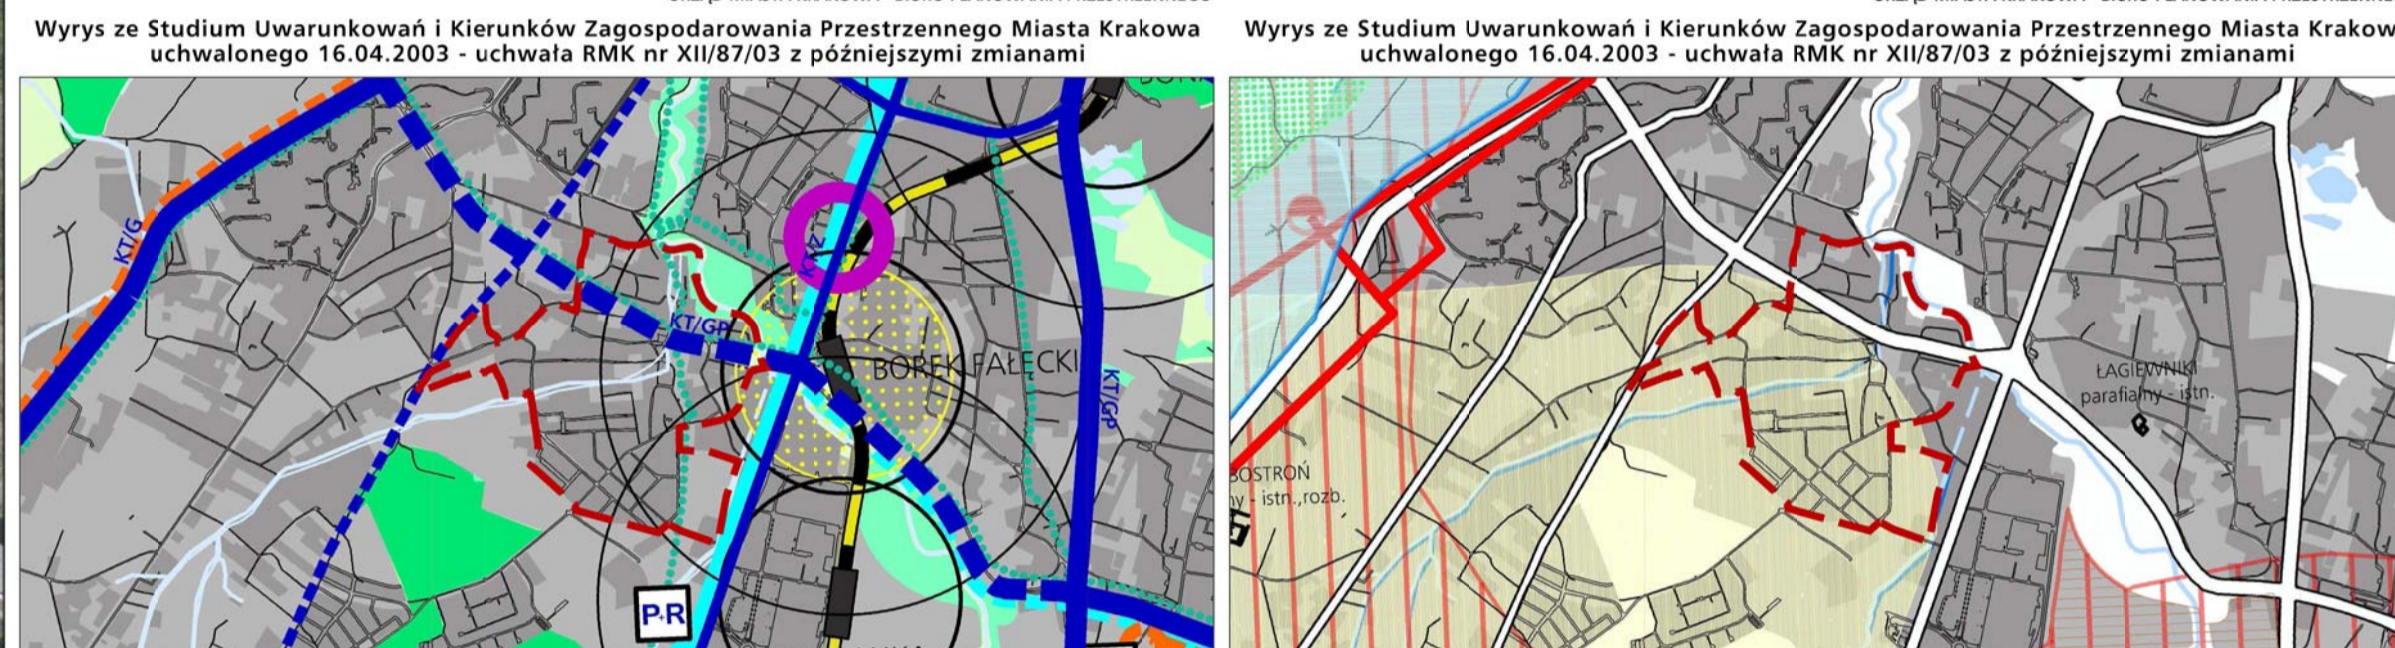 Wyrys ze Studium Uwarunkowań i Kierunków Zagospodarowania Przestrzennego Miasta Krakowa
uchwalonego 16.04.2003 - uchwała RMK nr XII/87/03 z późniejszymi zmianami
KT/G
KT/Z
KT/GP
BOREK FAŁĘCKI
KT/GP
P+R
Wyrys ze Studium Uwarunkowań i Kierunków Zagospodarowania Przestrzennego Miasta Krakow
uchwalonego 16.04.2003 - uchwała RMK nr XII/87/03 z późniejszymi zmianami
ŁAGIEWNIKI
parafialny - istn.
BOSTROŃ
ny - istn.,rozb.